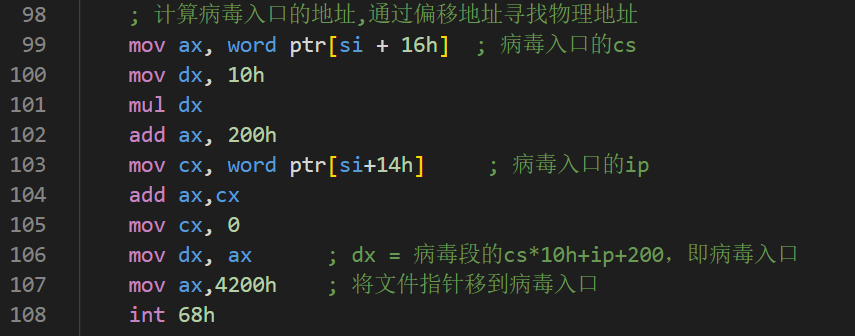 98 ; 计算病毒入口的地址,通过偏移地址寻找物理地址
99 mov ax, word ptr[si + 16h] ; 病毒入口的cs
100 mov dx, 10h
101 mul dx
102 add ax, 200h
103 mov cx, word ptr[si+14h] ; 病毒入口的ip
104 add ax,cx
105 mov cx, 0
106 mov dx, ax ; dx = 病毒段的cs*10h+ip+200，即病毒入口
107 mov ax,4200h ; 将文件指针移到病毒入口
108 int 68h